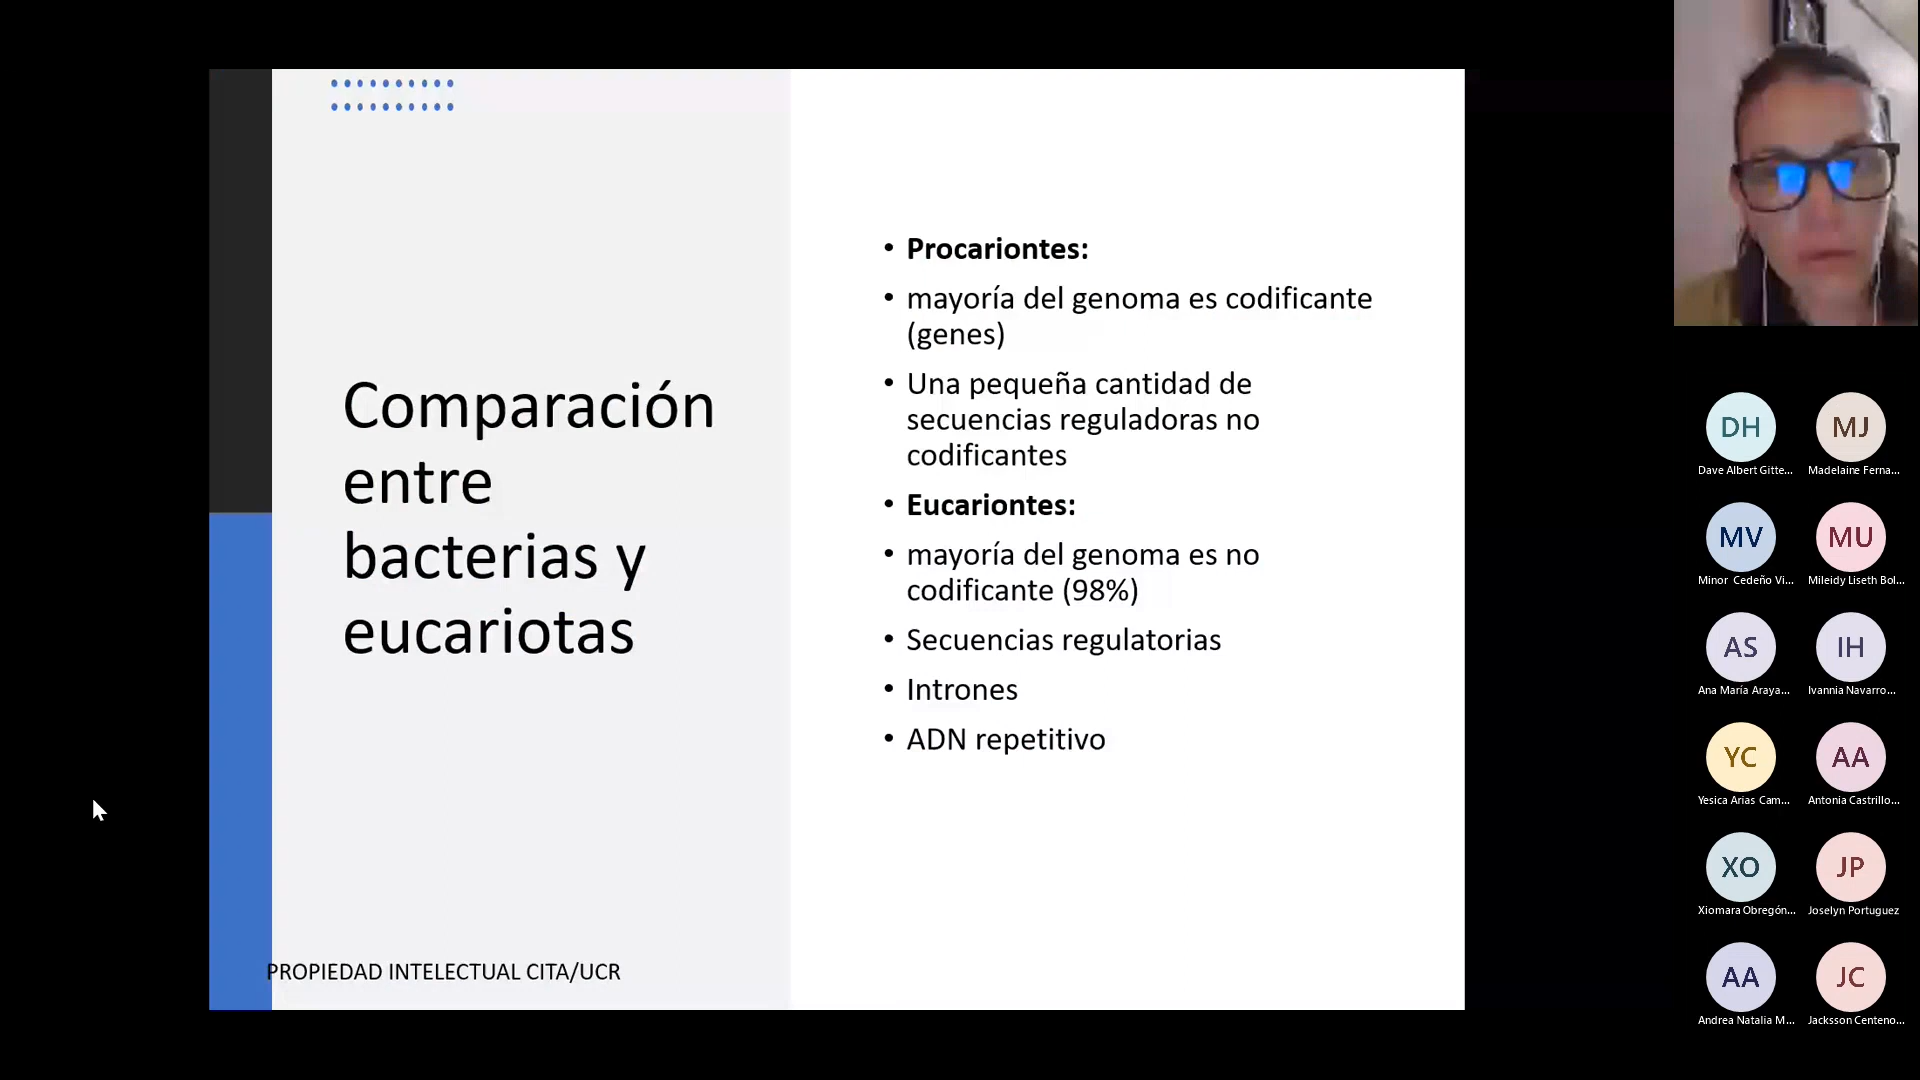 Comparación
entre
bacterias y
eucariotas
PROPIEDAD INTELECTUAL CITA/UCR
• Procariontes:
• mayoría del genoma es codificante
(genes)
• Una pequeña cantidad de
secuencias reguladoras no
codificantes
• Eucariontes:
• mayoría del genoma es no
codificante (98%)
• Secuencias regulatorias
• Intrones
• ADN repetitivo
DH
Dave Albert Gitte...
MJ
Madelaine Ferna...
MV
Minor Cedeño Vi...
MU
Mileidy Liseth Bol...
AS
Ana María Araya...
IH
Ivannia Navarro...
YC
Yesica Arias Cam...
AA
Antonia Castrillo...
XO
Xiomara Obregón...
JP
Joselyn Portuguez
AA
Andrea Natalia M...
JC
Jacksson Centeno...